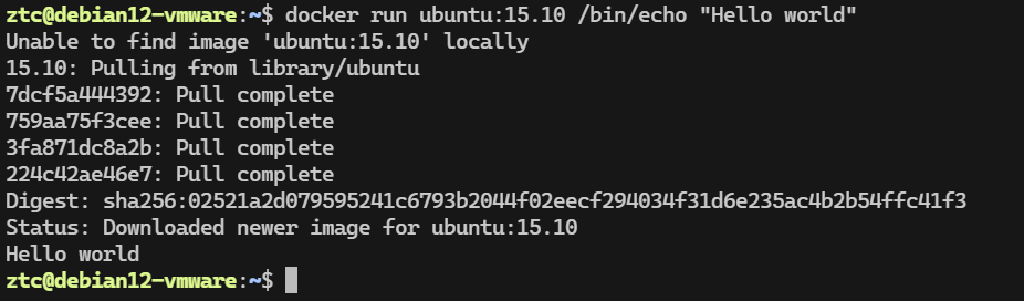 ztc@debian12-vmware:~$ docker run ubuntu:15.10 /bin/echo "Hello world"
Unable to find image 'ubuntu:15.10' locally
15.10: Pulling from library/ubuntu
7dcf5a444392: Pull complete
759aa75f3cee: Pull complete
3fa871dc8a2b: Pull complete
224c42ae46e7: Pull complete
Digest: sha256:02521a2d079595241c6793b2044f02eecf294034f31d6e235ac4b2b54ffc41f3
Status: Downloaded newer image for ubuntu:15.10
Hello world
ztc@debian12-vmware:~$